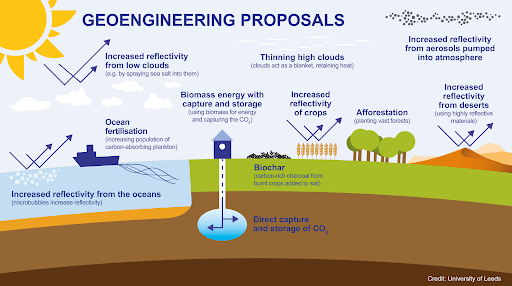 GEOENGINEERING PROPOSALS
Increased reflectivity
from low clouds
(e.g. by spraying sea salt into them)
Thinning high clouds
(clouds act as a blanket, retaining heat)
Increased reflectivity
from aerosols pumped
into atmosphere
Biomass energy with
capture and storage
(using biomass for energy
and capturing the CO₂)
Increased
reflectivity
of crops
Afforestation
(planting vast forests)
Increased
reflectivity
from deserts
(using highly reflective
materials)
Ocean
fertilisation
(increasing population of
carbon-absorbing plankton)
Biochar
(carbon-rich charcoal from
burnt crops added to soil)
Increased reflectivity from the oceans
(microbubbles increase reflectivity)
Direct capture
and storage of CO₂
Credit: University of Leeds